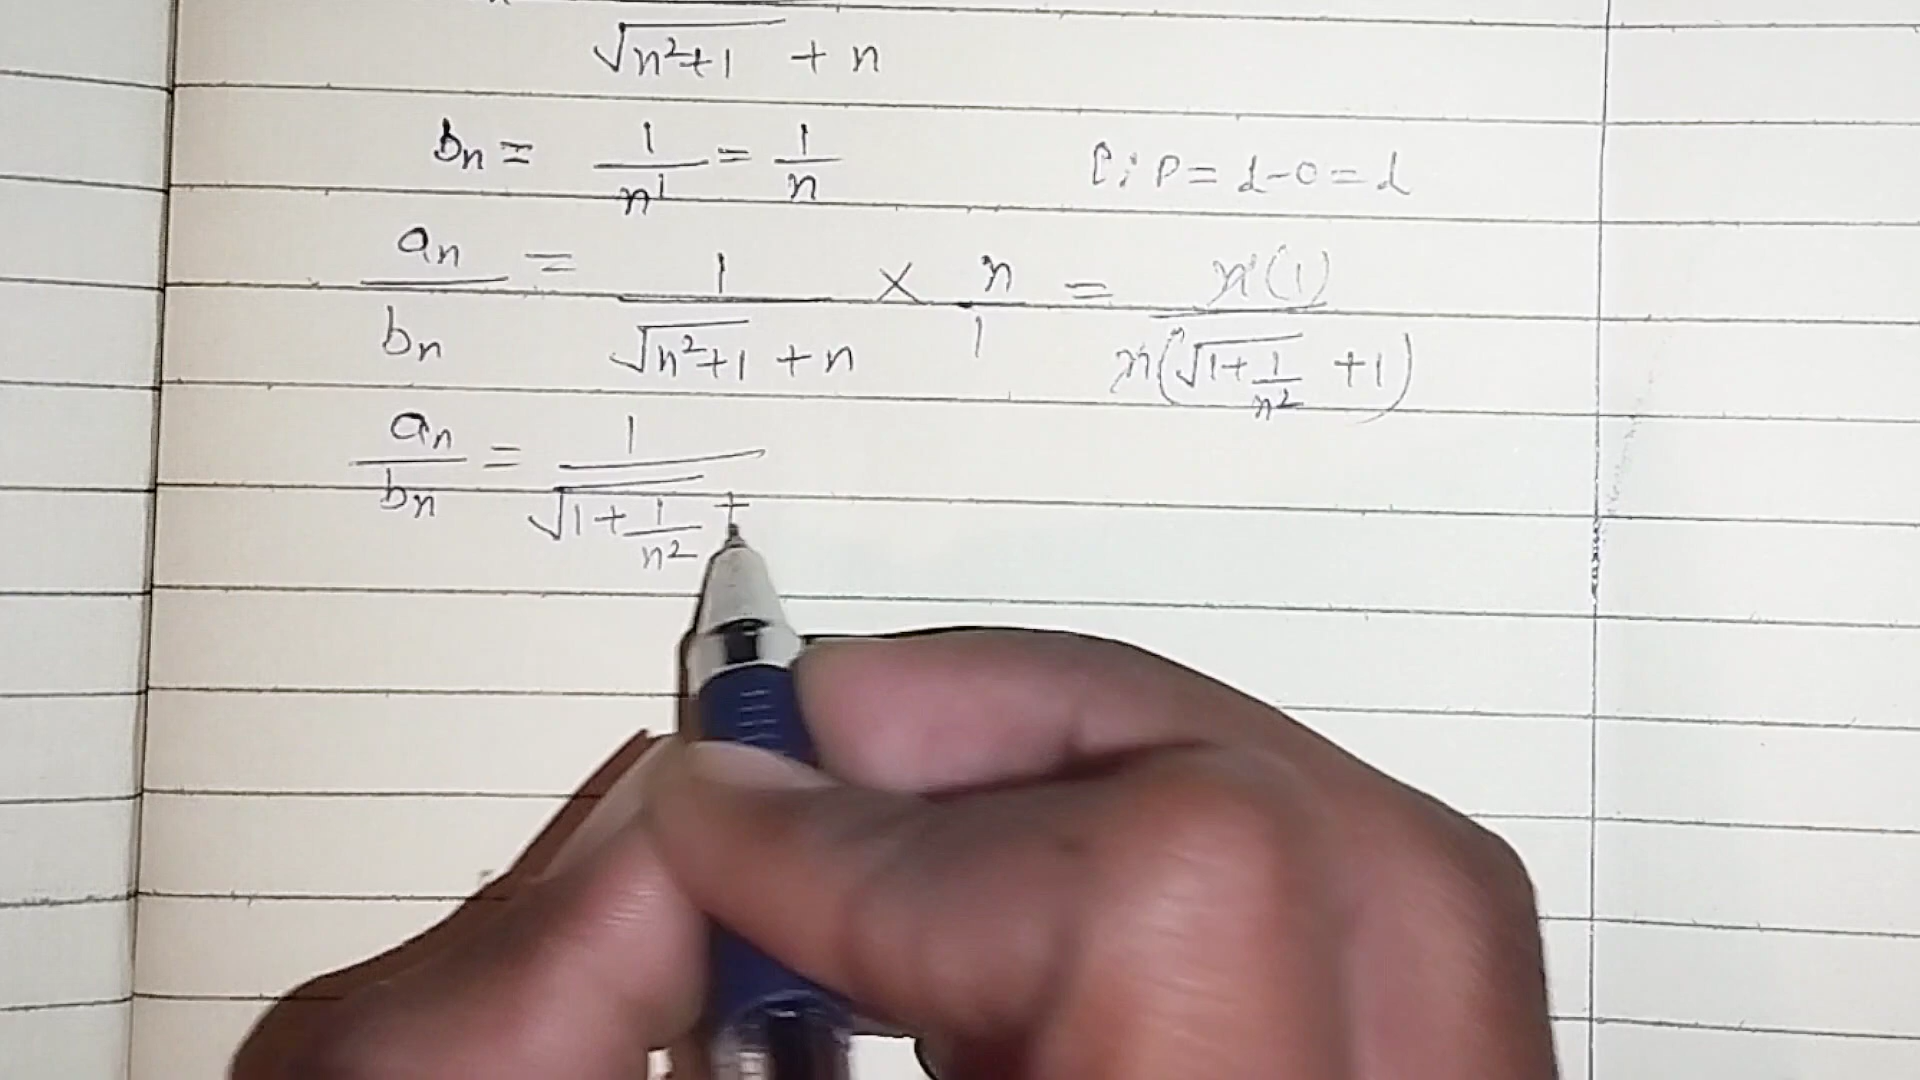 √n²+1 + n
bn = 1/n¹ = 1/n [∵ P = 1-0 = 1
an/bn = 1/(√n²+1 + n) × n/1 = n(1)/n(√1+1/n² +1)
an/bn = 1/√1+1/n² +